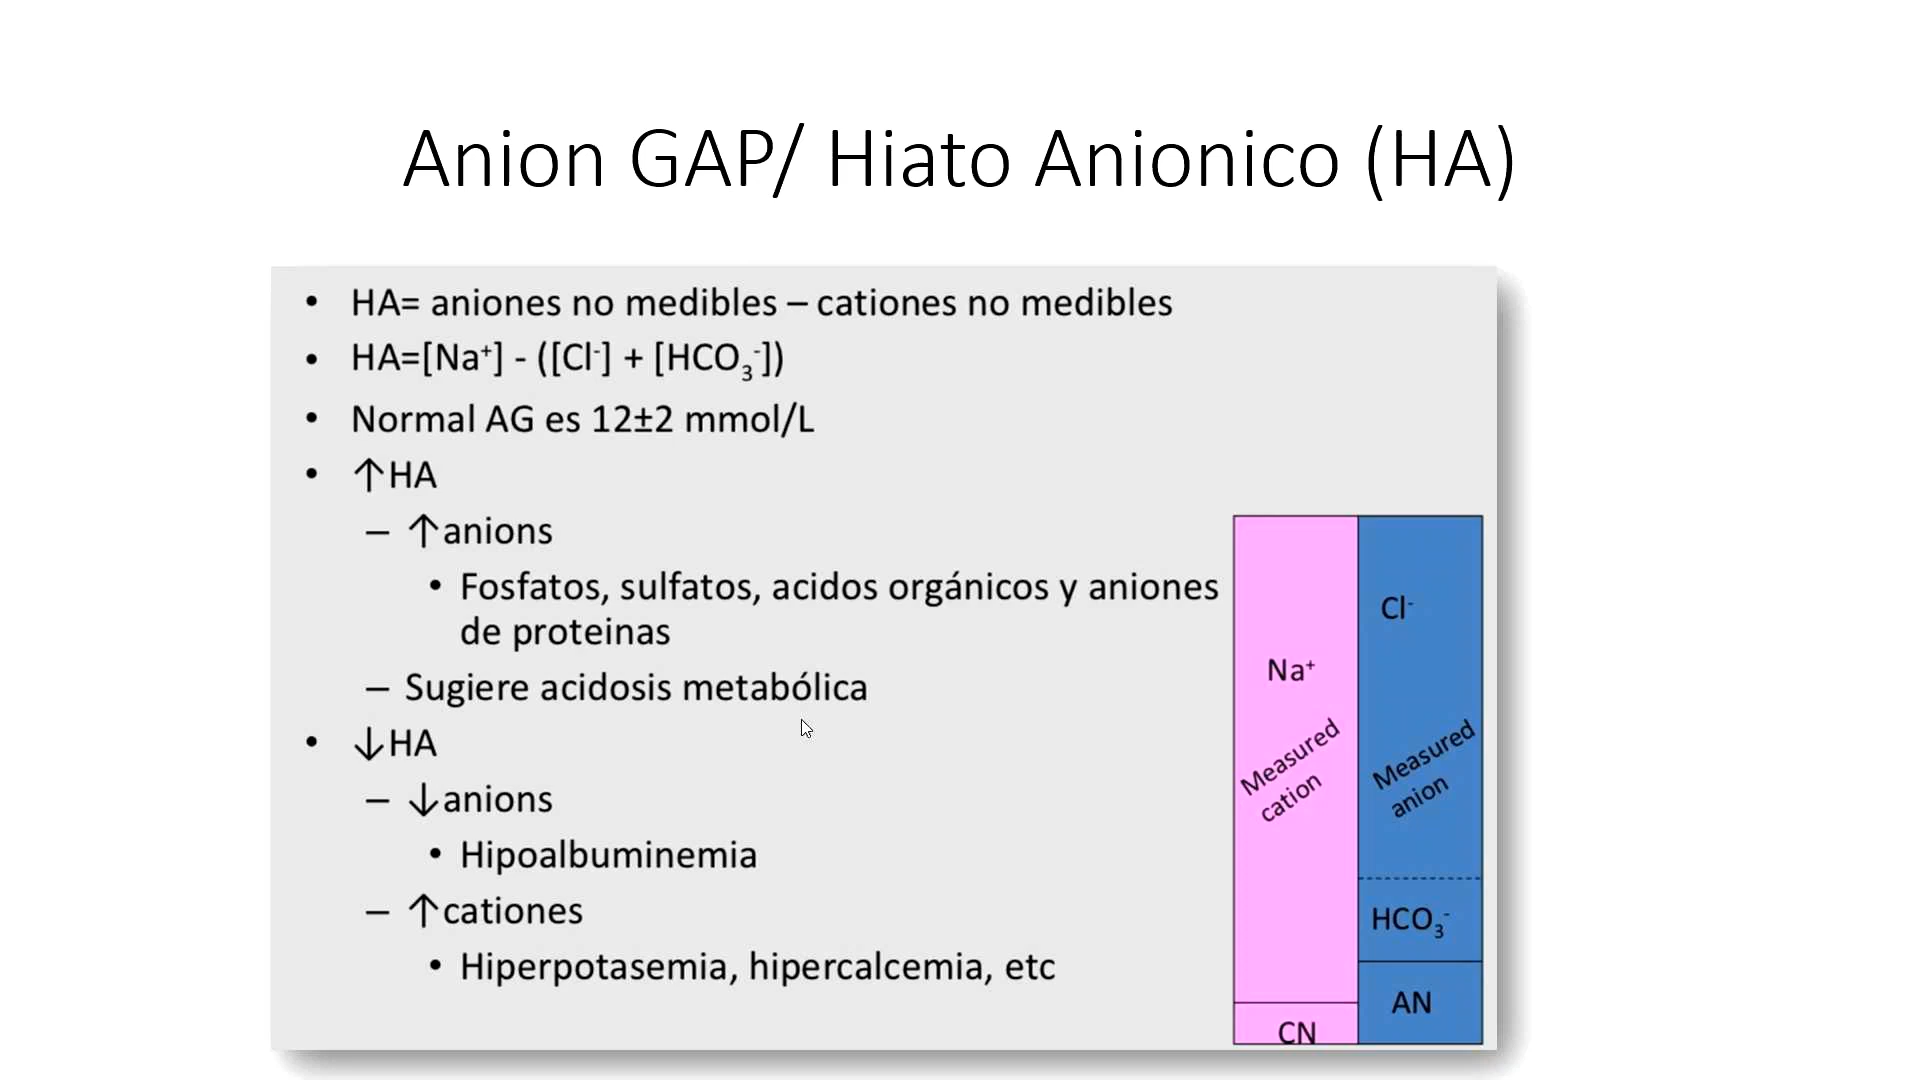 Anion GAP/ Hiato Anionico (HA)
• HA= aniones no medibles – cationes no medibles
• HA=[Na⁺] - ([Cl⁻] + [HCO₃⁻])
• Normal AG es 12±2 mmol/L
• ↑HA
– ↑anions
• Fosfatos, sulfatos, acidos orgánicos y aniones
de proteinas
– Sugiere acidosis metabólica
• ↓HA
– ↓anions
• Hipoalbuminemia
– ↑cationes
• Hiperpotasemia, hipercalcemia, etc
Na⁺
Measured
cation
CN
Cl⁻
Measured
anion
HCO₃⁻
AN